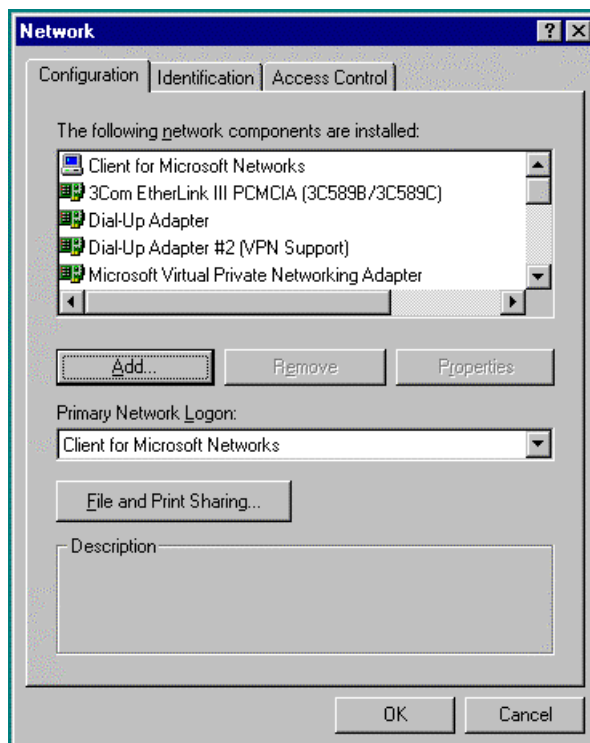 Network
Configuration Identification Access Control
The following network components are installed:
Client for Microsoft Networks
3Com EtherLink III PCMCIA (3C589B/3C589C)
Dial-Up Adapter
Dial-Up Adapter #2 (VPN Support)
Microsoft Virtual Private Networking Adapter
Add... Remove Properties
Primary Network Logon:
Client for Microsoft Networks
File and Print Sharing...
Description
OK Cancel